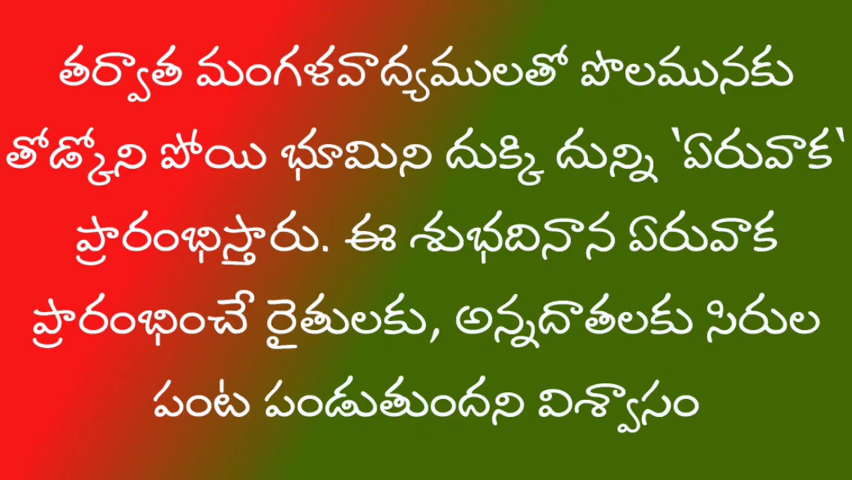 తర్వాత మంగళవాద్యములతో పొలమునకు
తోడ్కోని పోయి భూమిని దుక్కి దున్ని 'ఏరువాక'
ప్రారంభిస్తారు. ఈ శుభదినాన ఏరువాక
ప్రారంభించే రైతులకు, అన్నదాతలకు సిరుల
పంట పండుతుందని విశ్వాసం